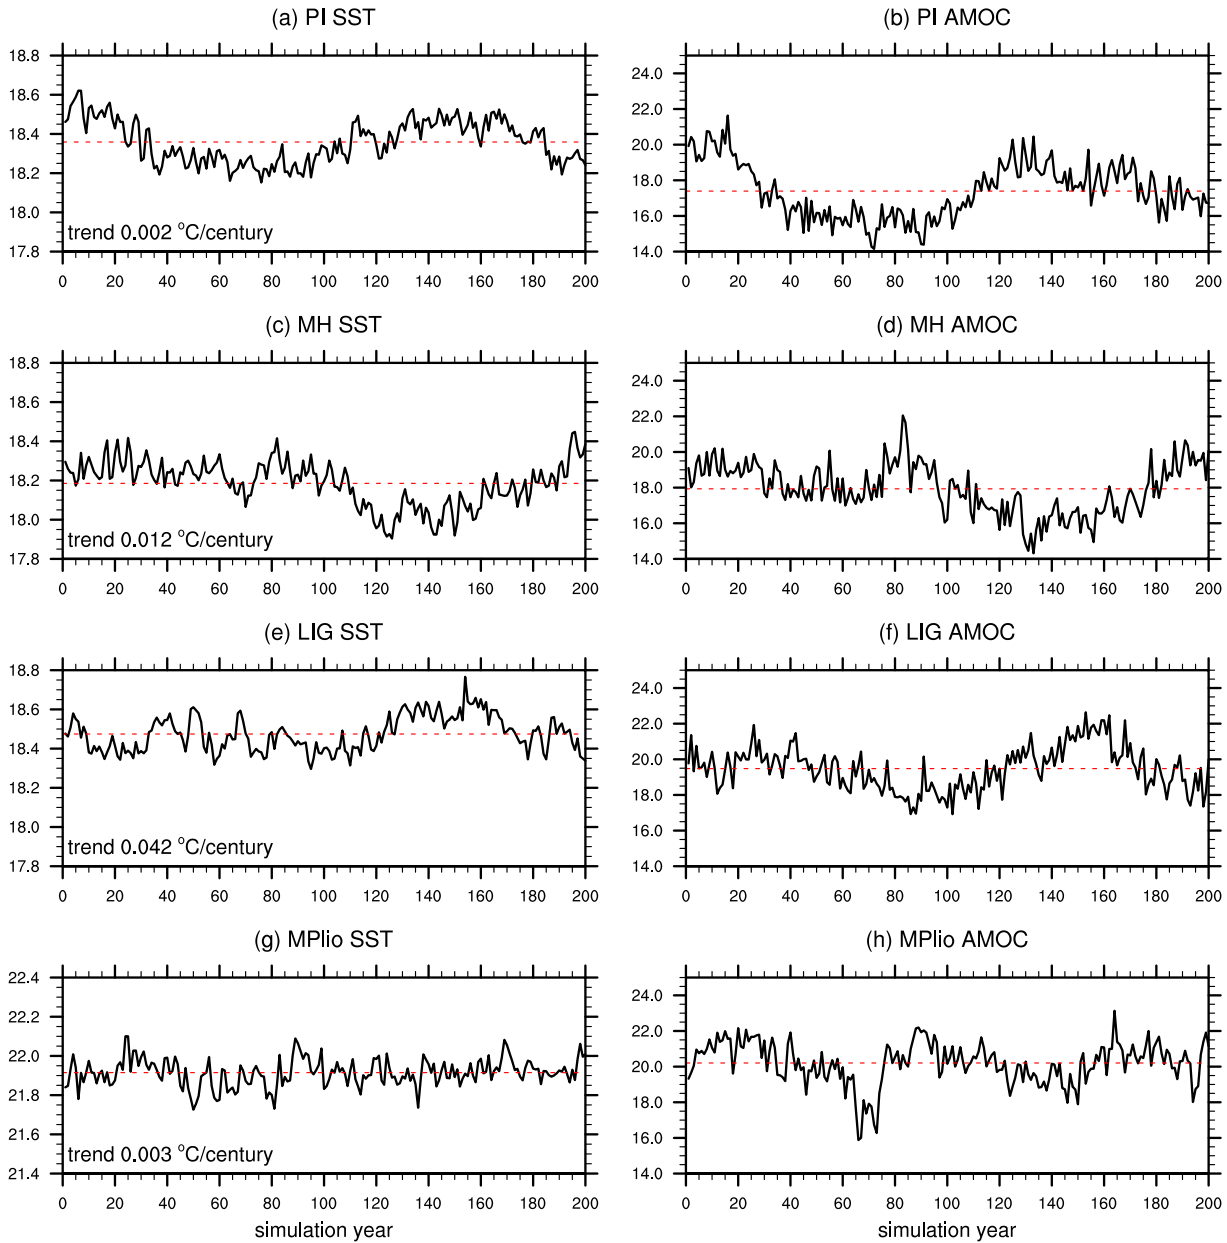 (a) PI SST
(b) PI AMOC
18.8
18.6
18.4
18.2
18.0
17.8
trend 0.002 °C/century
0 20 40 60 80 100 120 140 160 180 200
24.0
22.0
20.0
18.0
16.0
14.0
0 20 40 60 80 100 120 140 160 180 200
(c) MH SST
(d) MH AMOC
18.8
18.6
18.4
18.2
18.0
17.8
trend 0.012 °C/century
0 20 40 60 80 100 120 140 160 180 200
24.0
22.0
20.0
18.0
16.0
14.0
0 20 40 60 80 100 120 140 160 180 200
(e) LIG SST
(f) LIG AMOC
18.8
18.6
18.4
18.2
18.0
17.8
trend 0.042 °C/century
0 20 40 60 80 100 120 140 160 180 200
24.0
22.0
20.0
18.0
16.0
14.0
0 20 40 60 80 100 120 140 160 180 200
(g) MPlio SST
(h) MPlio AMOC
22.4
22.2
22.0
21.8
21.6
21.4
trend 0.003 °C/century
0 20 40 60 80 100 120 140 160 180 200
simulation year
24.0
22.0
20.0
18.0
16.0
14.0
0 20 40 60 80 100 120 140 160 180 200
simulation year